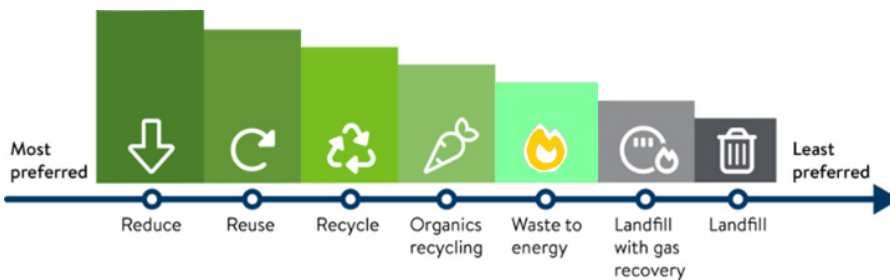 Most
preferred
Least
preferred
Reduce
Reuse
Recycle
Organics
recycling
Waste to
energy
Landfill
with gas
recovery
Landfill